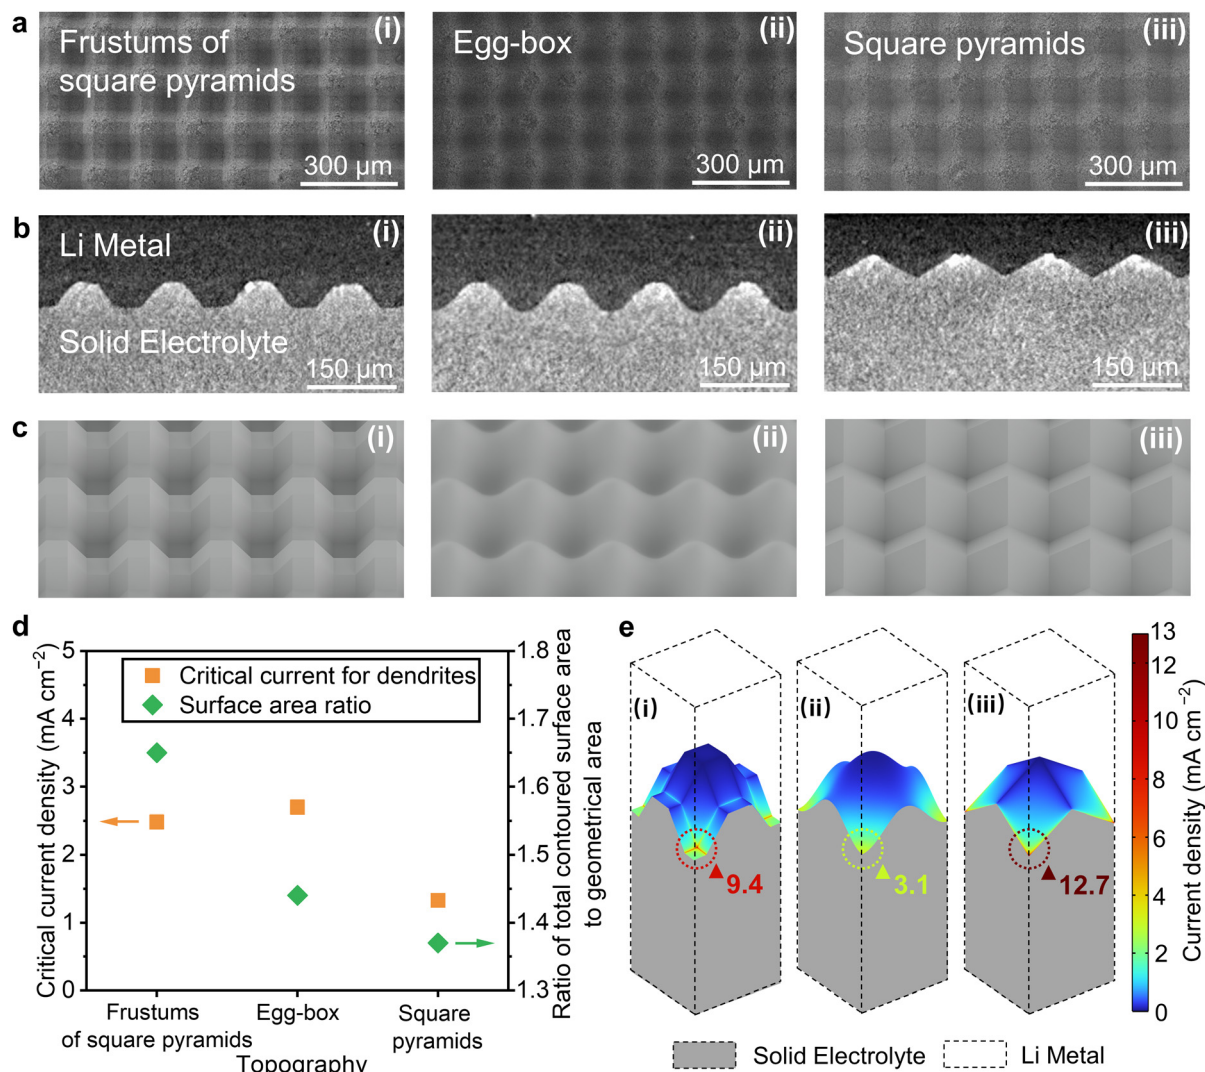 a
Frustums of
square pyramids
(i)
300 µm
Egg-box
(ii)
300 µm
Square pyramids
(iii)
300 µm
b
Li Metal
(i)
Solid Electrolyte
150 µm
(ii)
150 µm
(iii)
150 µm
c
(i)
(ii)
(iii)
d
Critical current density (mA cm⁻²)
5
4
3
2
1
0
Critical current for dendrites
Surface area ratio
1.8
1.7
1.6
1.5
1.4
1.3
Ratio of total contoured surface area
to geometrical area
Frustums
of square pyramids
Egg-box
Square
pyramids
Topography
e
(i)
9.4
(ii)
3.1
(iii)
12.7
13
12
10
8
6
4
2
0
Current density (mA cm⁻²)
Solid Electrolyte
Li Metal